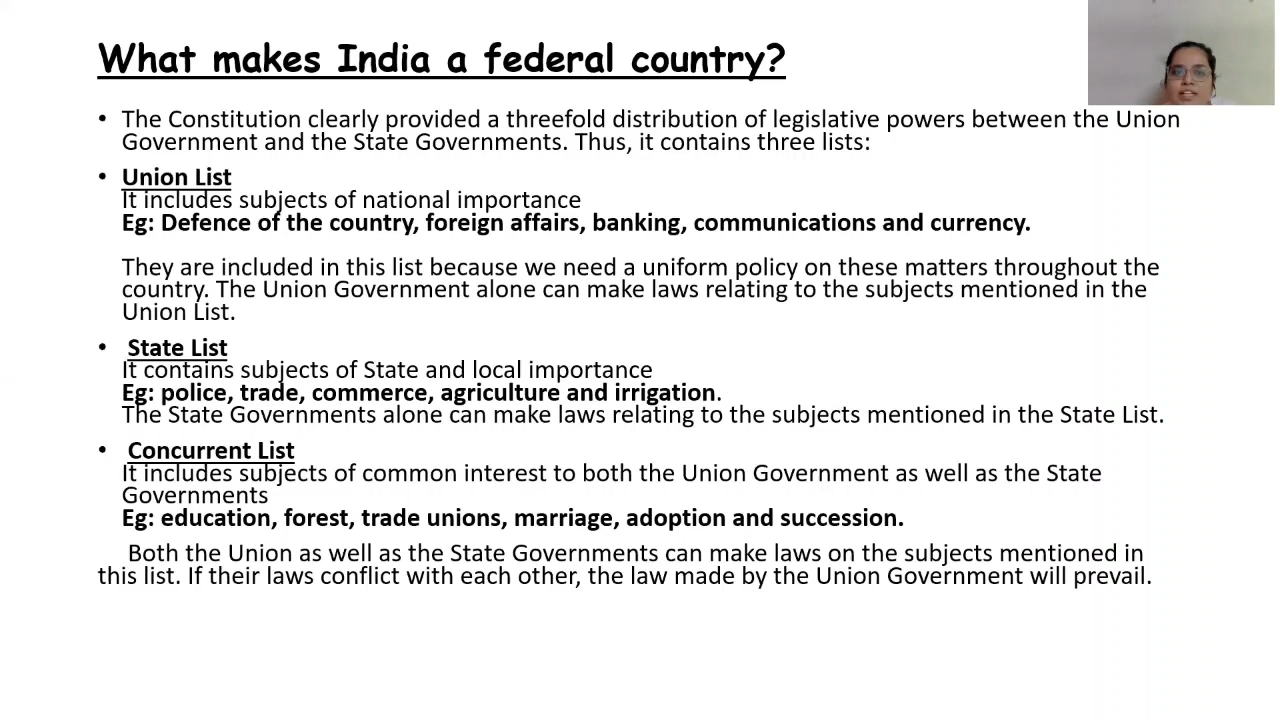 What makes India a federal country?
• The Constitution clearly provided a threefold distribution of legislative powers between the Union
Government and the State Governments. Thus, it contains three lists:
• Union List
It includes subjects of national importance
Eg: Defence of the country, foreign affairs, banking, communications and currency.
They are included in this list because we need a uniform policy on these matters throughout the
country. The Union Government alone can make laws relating to the subjects mentioned in the
Union List.
• State List
It contains subjects of State and local importance
Eg: police, trade, commerce, agriculture and irrigation.
The State Governments alone can make laws relating to the subjects mentioned in the State List.
• Concurrent List
It includes subjects of common interest to both the Union Government as well as the State
Governments
Eg: education, forest, trade unions, marriage, adoption and succession.
Both the Union as well as the State Governments can make laws on the subjects mentioned in
this list. If their laws conflict with each other, the law made by the Union Government will prevail.